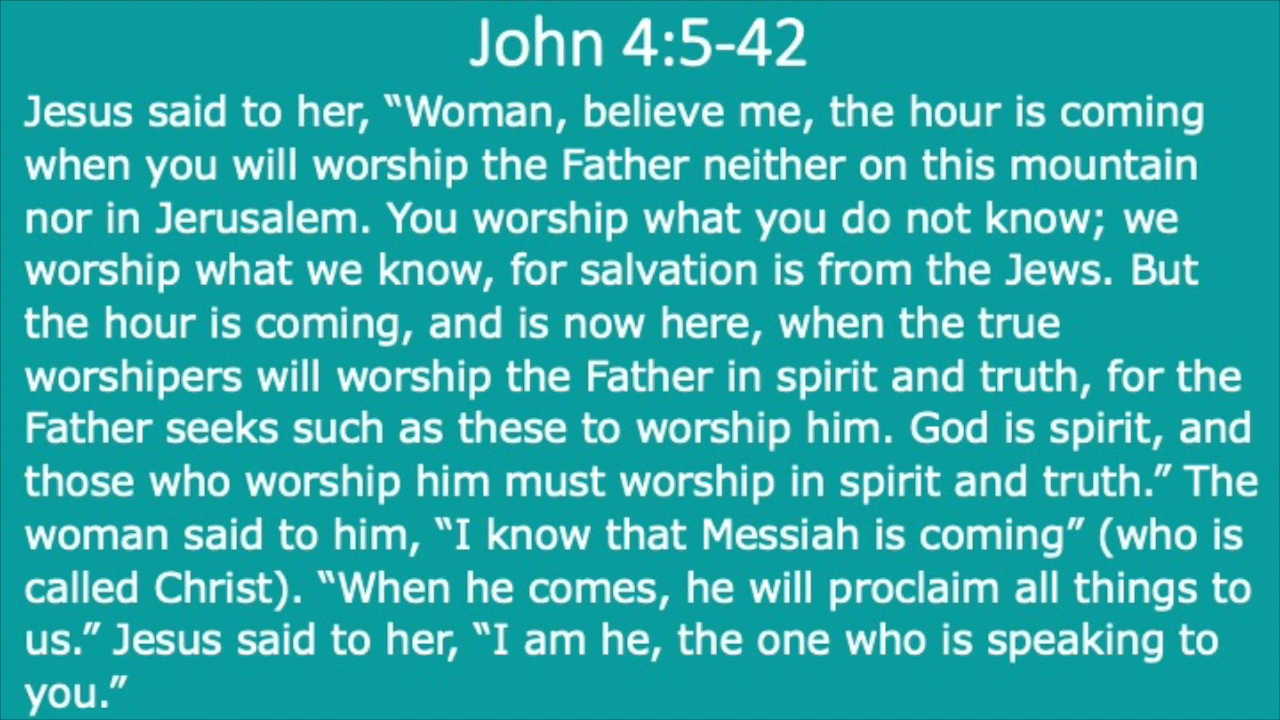 John 4:5-42
Jesus said to her, “Woman, believe me, the hour is coming
when you will worship the Father neither on this mountain
nor in Jerusalem. You worship what you do not know; we
worship what we know, for salvation is from the Jews. But
the hour is coming, and is now here, when the true
worshipers will worship the Father in spirit and truth, for the
Father seeks such as these to worship him. God is spirit, and
those who worship him must worship in spirit and truth.” The
woman said to him, “I know that Messiah is coming” (who is
called Christ). “When he comes, he will proclaim all things to
us.” Jesus said to her, “I am he, the one who is speaking to
you.”